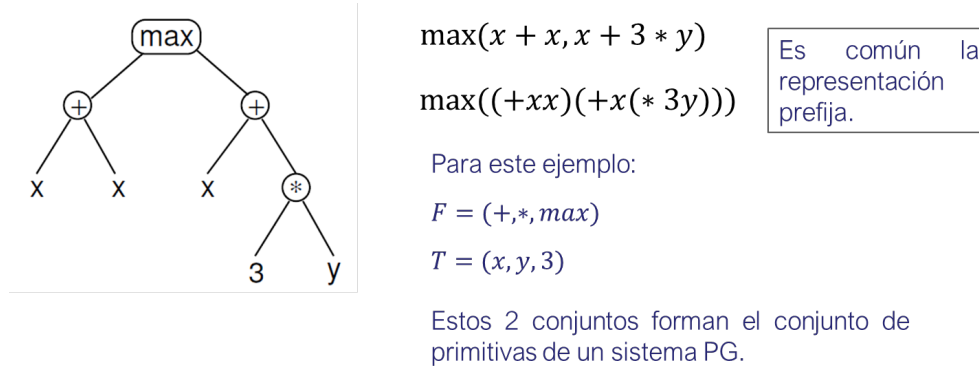 max
+
+
x
x
x
*
3
y
max(x + x, x + 3 * y)
max((+xx)(+x(* 3y)))
Es común la
representación
prefija.
Para este ejemplo:
F = (+,*, max)
T = (x, y, 3)
Estos 2 conjuntos forman el conjunto de
primitivas de un sistema PG.